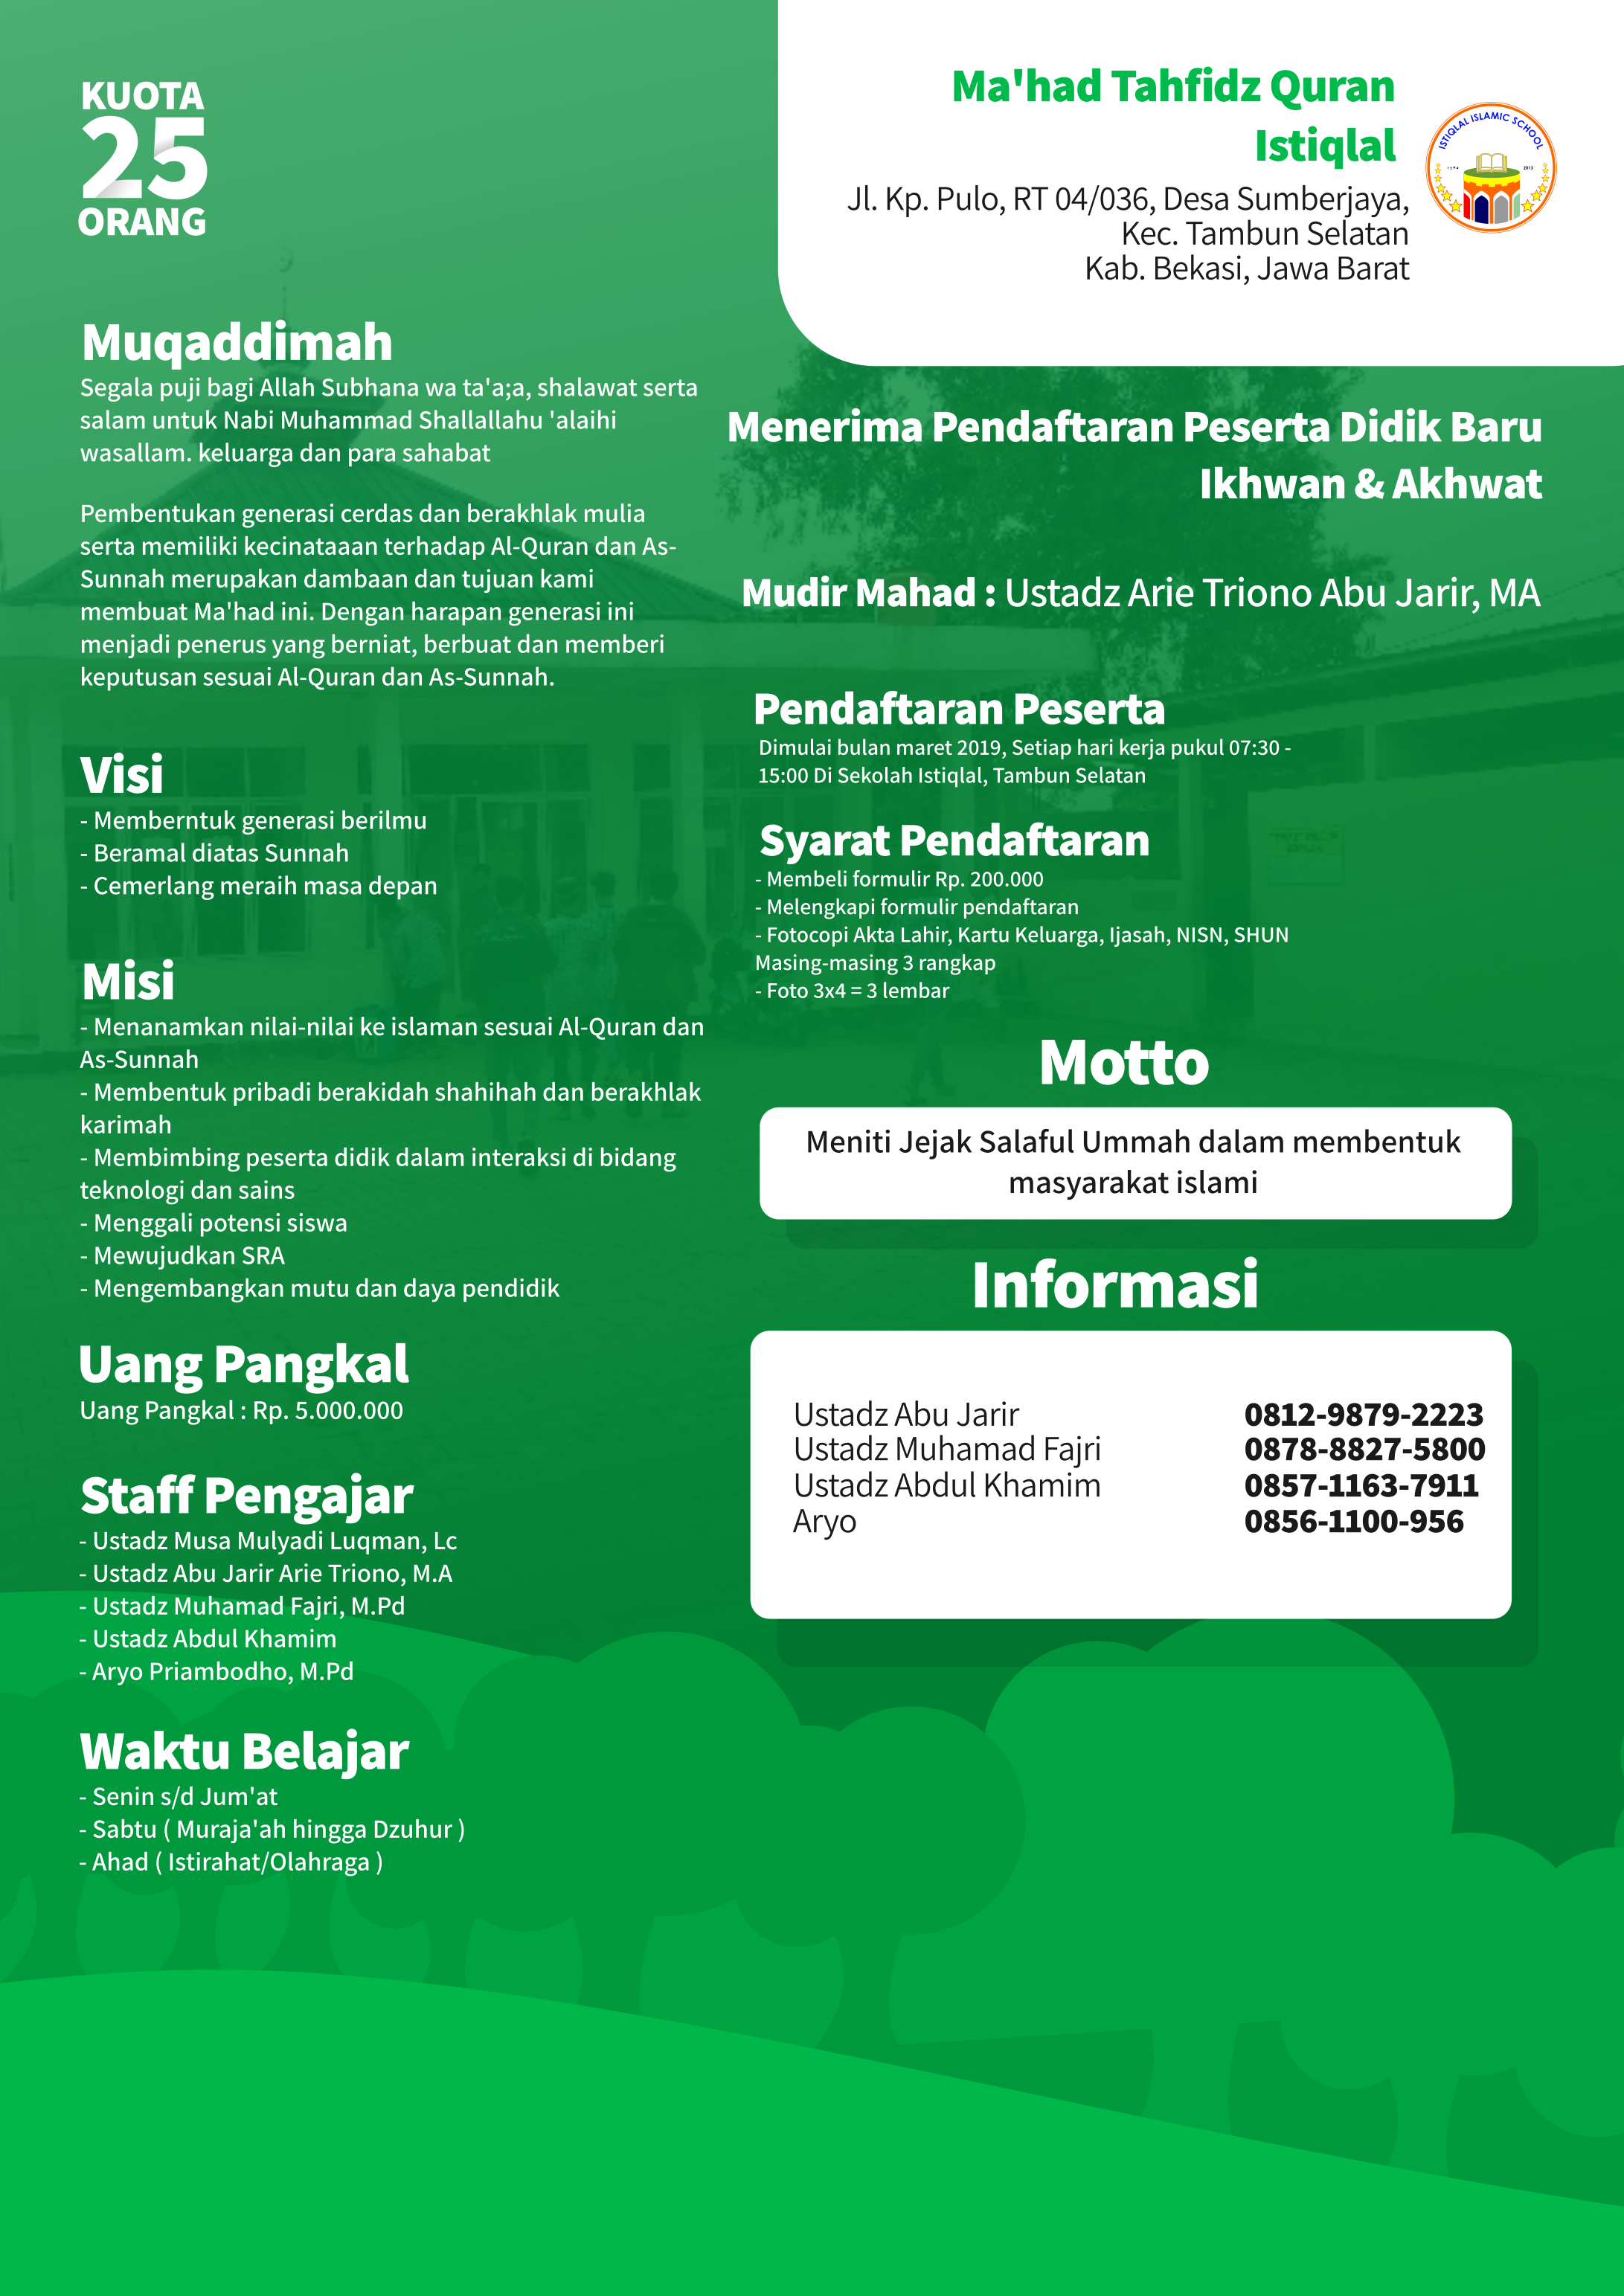 KUOTA
25
ORANG
Ma'had Tahfidz Quran
Istiqlal
Jl. Kp. Pulo, RT 04/036, Desa Sumberjaya,
Kec. Tambun Selatan
Kab. Bekasi, Jawa Barat
ISTIQLAL ISLAMIC SCHOOL
2013
Muqaddimah
Segala puji bagi Allah Subhana wa ta'a;a, shalawat serta
salam untuk Nabi Muhammad Shallallahu 'alaihi
wasallam. keluarga dan para sahabat
Pembentukan generasi cerdas dan berakhlak mulia
serta memiliki kecinataaan terhadap Al-Quran dan As-
Sunnah merupakan dambaan dan tujuan kami
membuat Ma'had ini. Dengan harapan generasi ini
menjadi penerus yang berniat, berbuat dan memberi
keputusan sesuai Al-Quran dan As-Sunnah.
Visi
- Memberntuk generasi berilmu
- Beramal diatas Sunnah
- Cemerlang meraih masa depan
Misi
- Menanamkan nilai-nilai ke islaman sesuai Al-Quran dan
As-Sunnah
- Membentuk pribadi berakidah shahihah dan berakhlak
karimah
- Membimbing peserta didik dalam interaksi di bidang
teknologi dan sains
- Menggali potensi siswa
- Mewujudkan SRA
- Mengembangkan mutu dan daya pendidik
Uang Pangkal
Uang Pangkal : Rp. 5.000.000
Staff Pengajar
- Ustadz Musa Mulyadi Luqman, Lc
- Ustadz Abu Jarir Arie Triono, M.A
- Ustadz Muhamad Fajri, M.Pd
- Ustadz Abdul Khamim
- Aryo Priambodho, M.Pd
Waktu Belajar
- Senin s/d Jum'at
- Sabtu ( Muraja'ah hingga Dzuhur )
- Ahad ( Istirahat/Olahraga )
Menerima Pendaftaran Peserta Didik Baru
Ikhwan & Akhwat
Mudir Mahad : Ustadz Arie Triono Abu Jarir, MA
Pendaftaran Peserta
Dimulai bulan maret 2019, Setiap hari kerja pukul 07:30 -
15:00 Di Sekolah Istiqlal, Tambun Selatan
Syarat Pendaftaran
- Membeli formulir Rp. 200.000
- Melengkapi formulir pendaftaran
- Fotocopi Akta Lahir, Kartu Keluarga, Ijasah, NISN, SHUN
Masing-masing 3 rangkap
- Foto 3x4 = 3 lembar
Motto
Meniti Jejak Salaful Ummah dalam membentuk
masyarakat islami
Informasi
Ustadz Abu Jarir 0812-9879-2223
Ustadz Muhamad Fajri 0878-8827-5800
Ustadz Abdul Khamim 0857-1163-7911
Aryo 0856-1100-956